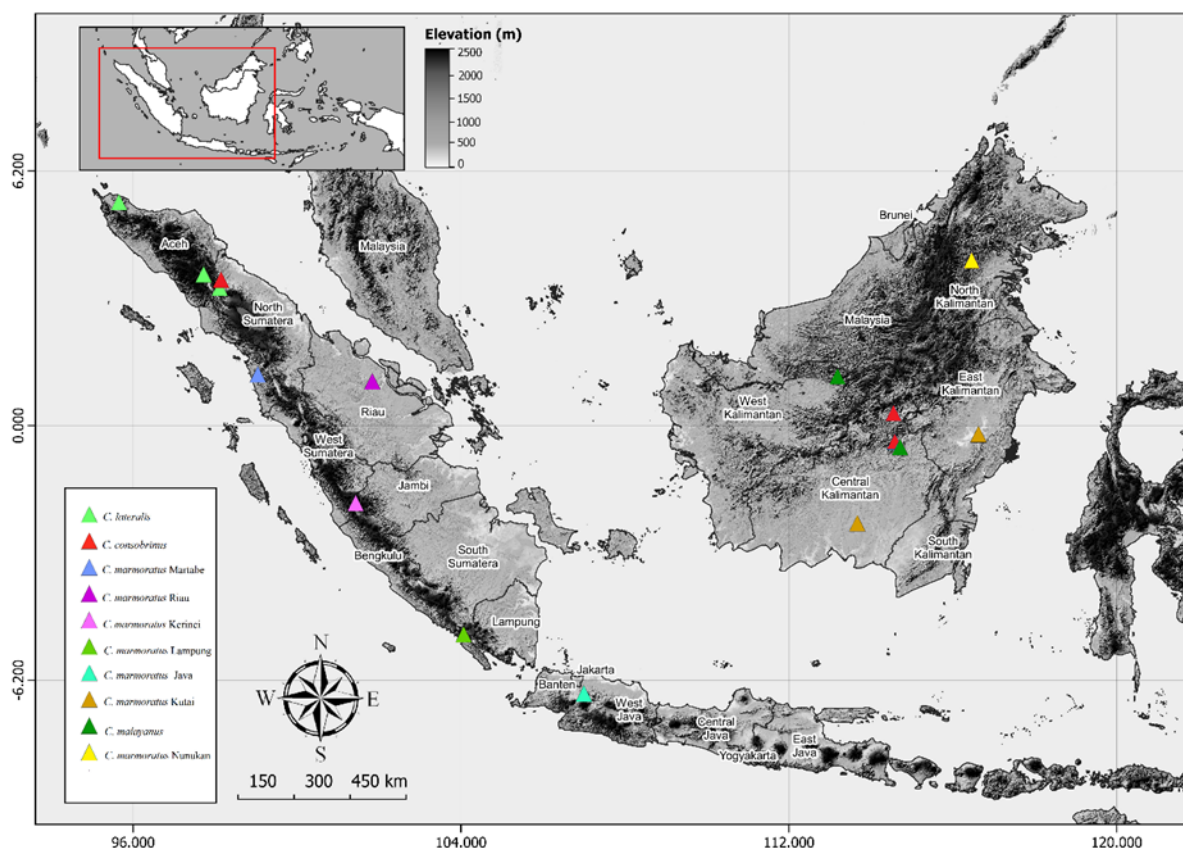 Elevation (m)
2500
2000
1500
1000
500
0
6.200
0.000
-6.200
96.000
104.000
112.000
120.000
Aceh
North
Sumatera
Malaysia
Riau
West
Sumatera
Jambi
Bengkulu
South
Sumatera
Lampung
Brunei
North
Kalimantan
Malaysia
East
Kalimantan
West
Kalimantan
Central
Kalimantan
South
Kalimantan
Jakarta
Banten
West
Java
Central
Java
Yogyakarta
East
Java
C. lateralis
C. consobrinus
C. marmoratus Martabe
C. marmoratus Riau
C. marmoratus Kerinci
C. marmoratus Lampung
C. marmoratus Java
C. marmoratus Kutai
C. malayanus
C. marmoratus Nunukan
N
W
E
S
150 300 450 km